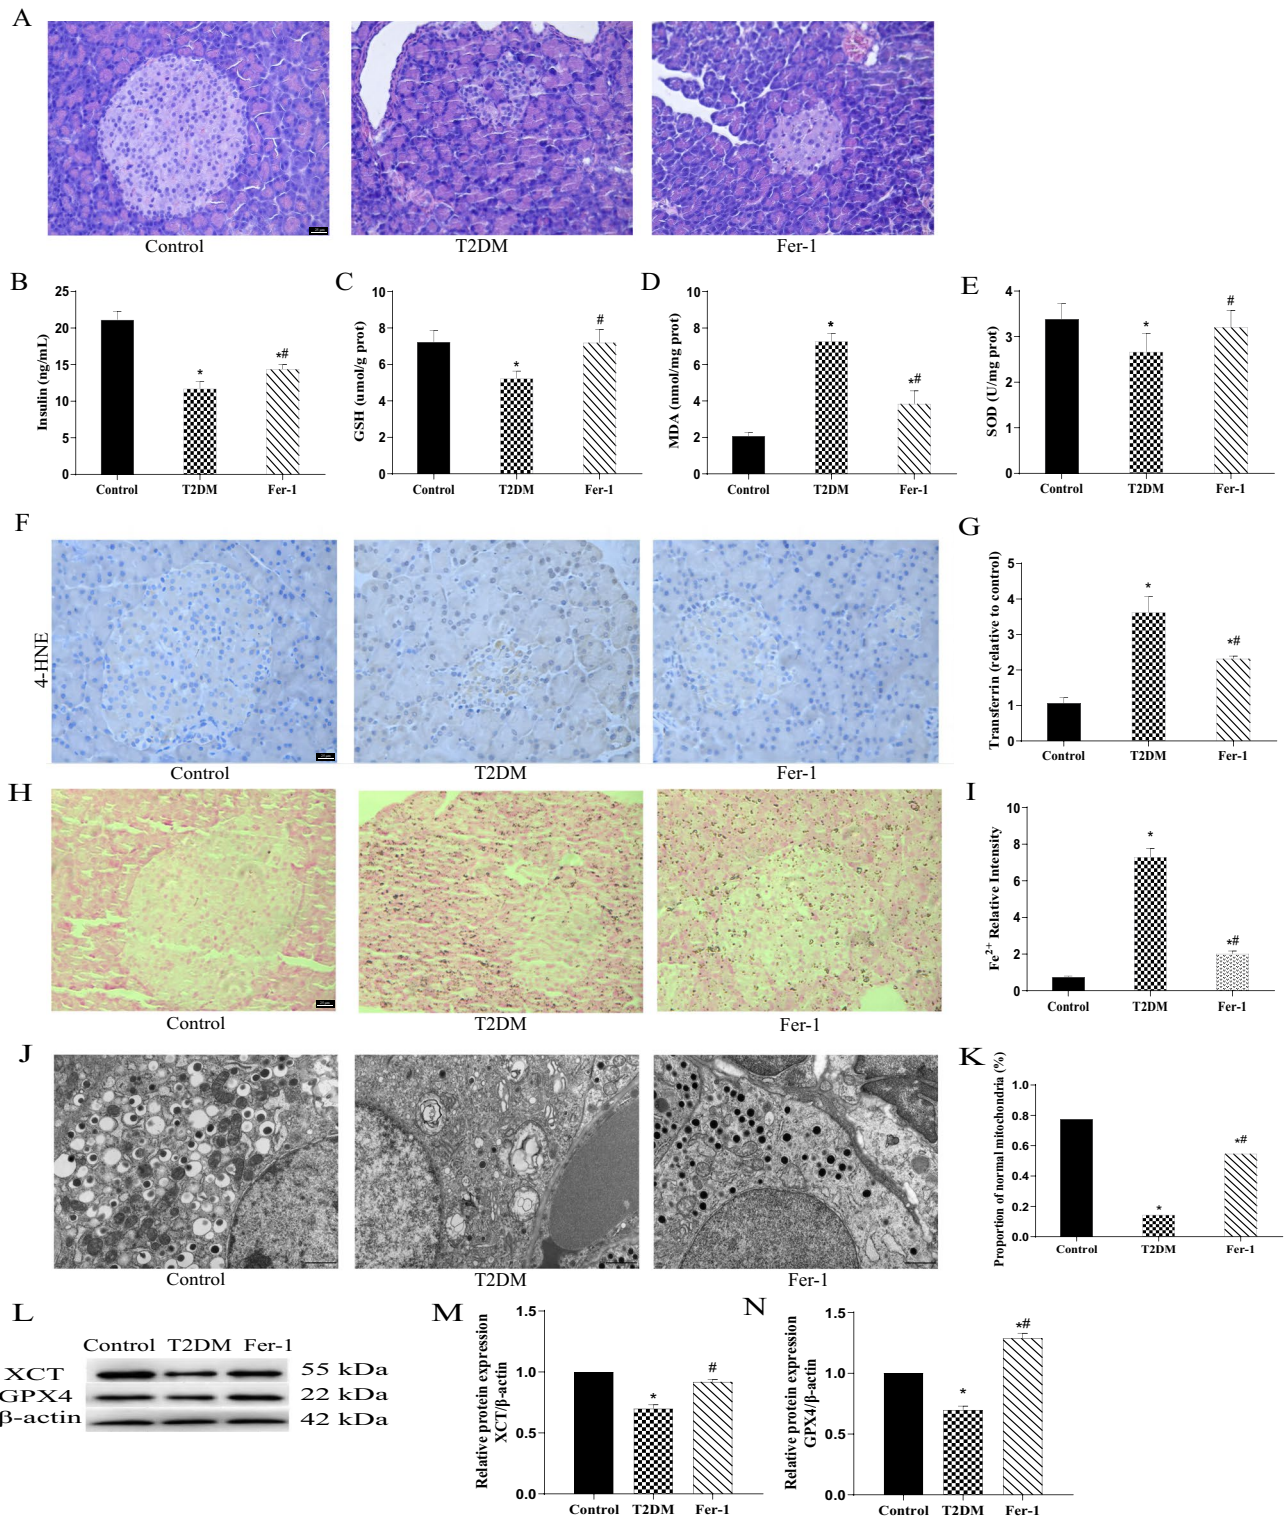 A
Control
T2DM
Fer-1
B
Insulin (ng/mL)
25
20
15
10
5
0
*
*#
Control
T2DM
Fer-1
C
GSH (umol/g prot)
10
8
6
4
2
0
*
#
Control
T2DM
Fer-1
D
MDA (nmol/mg prot)
10
8
6
4
2
0
*
*#
Control
T2DM
Fer-1
E
SOD (U/mg prot)
4
3
2
1
0
*
#
Control
T2DM
Fer-1
F
4-HNE
Control
T2DM
Fer-1
G
Transferrin (relative to control)
5
4
3
2
1
0
*
*#
Control
T2DM
Fer-1
H
Control
T2DM
Fer-1
I
Fe²⁺ Relative Intensity
10
8
6
4
2
0
*
*#
Control
T2DM
Fer-1
J
Control
T2DM
Fer-1
K
Proportion of normal mitochondria (%)
1.0
0.8
0.6
0.4
0.2
0.0
*
*#
Control
T2DM
Fer-1
L
Control T2DM Fer-1
XCT 55 kDa
GPX4 22 kDa
β-actin 42 kDa
M
Relative protein expression
XCT/β-actin
1.5
1.0
0.5
0.0
*
#
Control
T2DM
Fer-1
N
Relative protein expression
GPX4/β-actin
1.5
1.0
0.5
0.0
*
*#
Control
T2DM
Fer-1